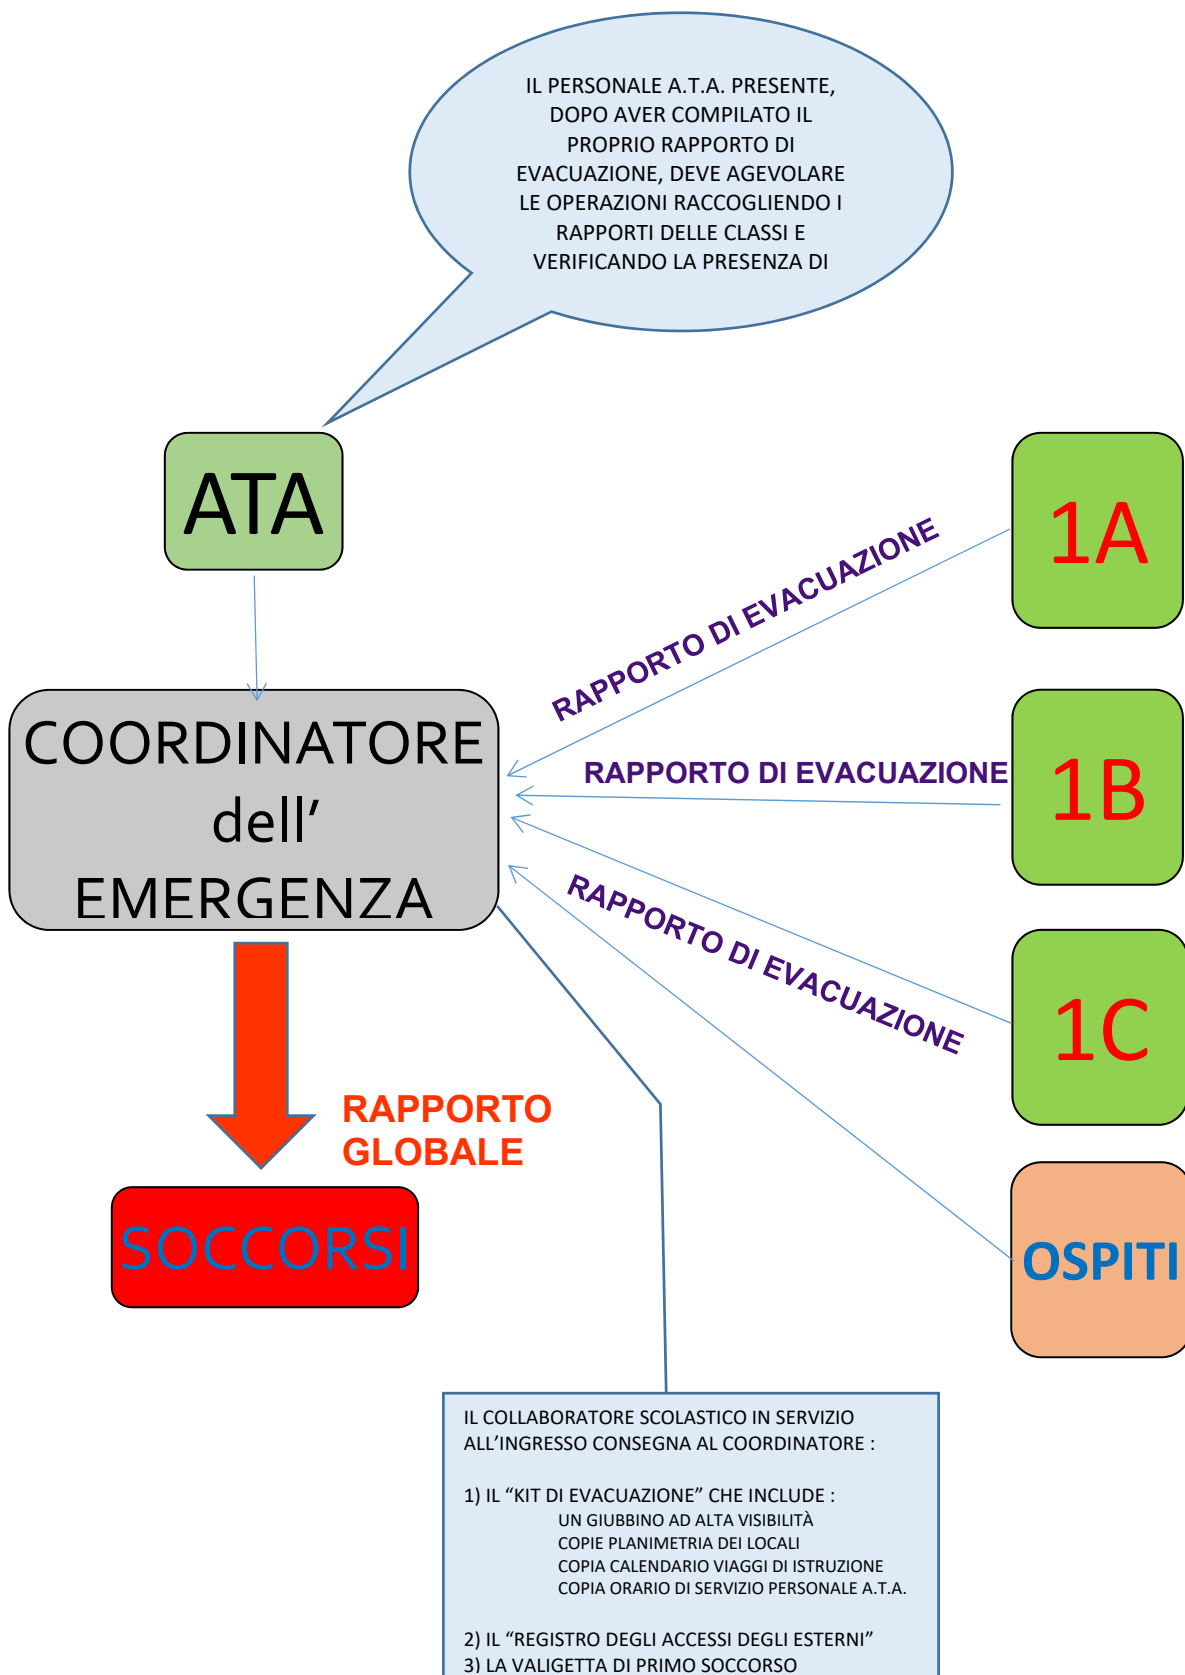 IL PERSONALE A.T.A. PRESENTE,
DOPO AVER COMPILATO IL
PROPRIO RAPPORTO DI
EVACUAZIONE, DEVE AGEVOLARE
LE OPERAZIONI RACCOGLIENDO I
RAPPORTI DELLE CLASSI E
VERIFICANDO LA PRESENZA DI
ATA
1A
RAPPORTO DI EVACUAZIONE
COORDINATORE
dell’
EMERGENZA
RAPPORTO DI EVACUAZIONE
1B
RAPPORTO DI EVACUAZIONE
1C
RAPPORTO
GLOBALE
SOCCORSI
OSPITI
IL COLLABORATORE SCOLASTICO IN SERVIZIO
ALL’INGRESSO CONSEGNA AL COORDINATORE :
1) IL “KIT DI EVACUAZIONE” CHE INCLUDE :
UN GIUBBINO AD ALTA VISIBILITÀ
COPIE PLANIMETRIA DEI LOCALI
COPIA CALENDARIO VIAGGI DI ISTRUZIONE
COPIA ORARIO DI SERVIZIO PERSONALE A.T.A.
2) IL “REGISTRO DEGLI ACCESSI DEGLI ESTERNI”
3) LA VALIGETTA DI PRIMO SOCCORSO